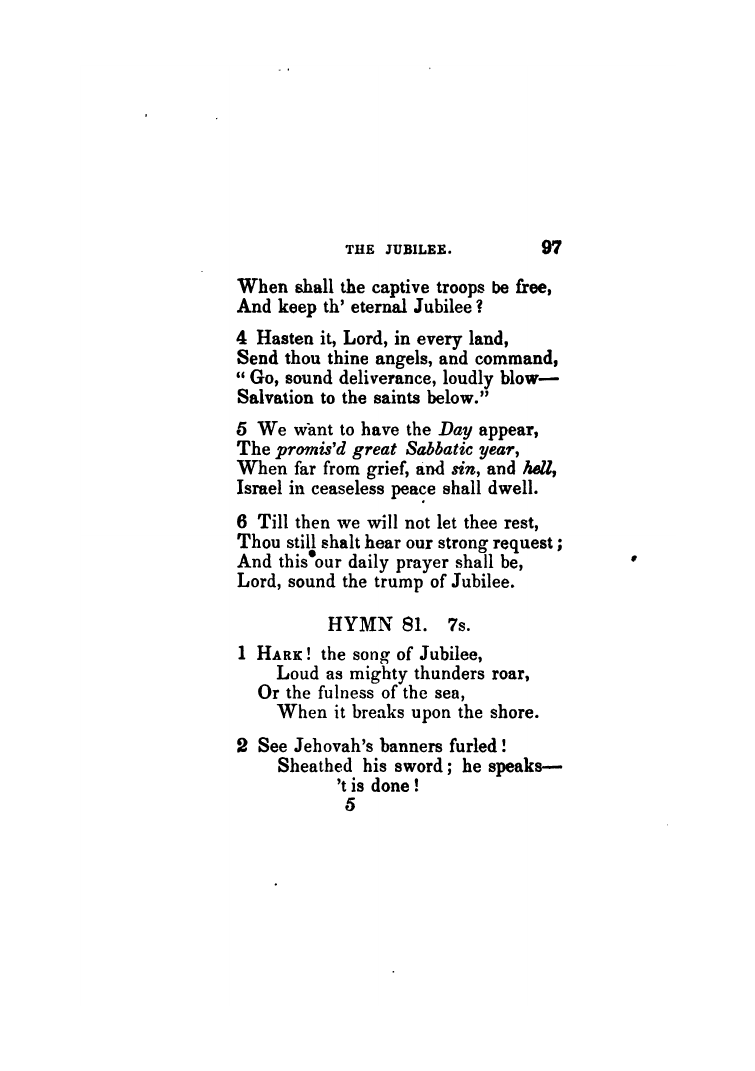 THE JUBILEE. 97
When shall the captive troops be free,
And keep th' eternal Jubilee?
4 Hasten it, Lord, in every land,
Send thou thine angels, and command,
“Go, sound deliverance, loudly blow—
Salvation to the saints below.”
5 We want to have the Day appear,
The promis'd great Sabbatic year,
When far from grief, and sin, and hell,
Israel in ceaseless peace shall dwell.
6 Till then we will not let thee rest,
Thou still shalt hear our strong request;
And this our daily prayer shall be,
Lord, sound the trump of Jubilee.
HYMN 81. 7s.
1 HARK! the song of Jubilee,
Loud as mighty thunders roar,
Or the fulness of the sea,
When it breaks upon the shore.
2 See Jehovah's banners furled!
Sheathed his sword; he speaks—
't is done!
5